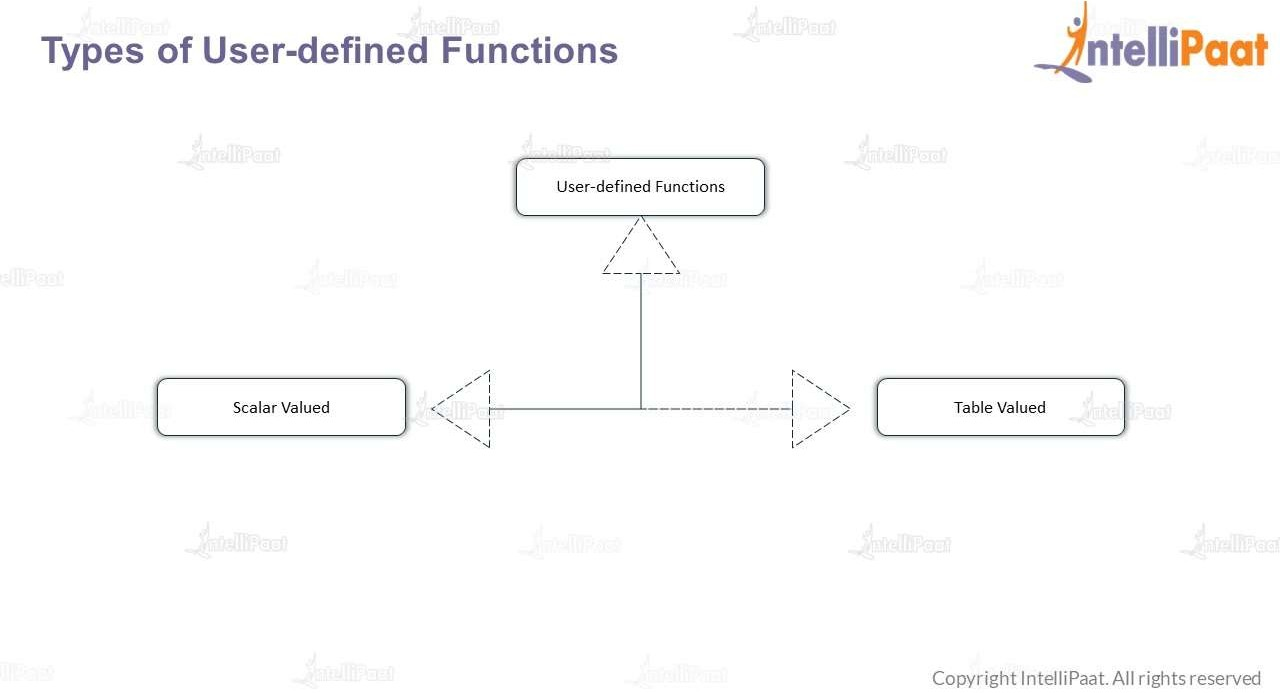 Types of User-defined Functions
IntelliPaat
User-defined Functions
Scalar Valued
Table Valued
Copyright IntelliPaat. All rights reserved